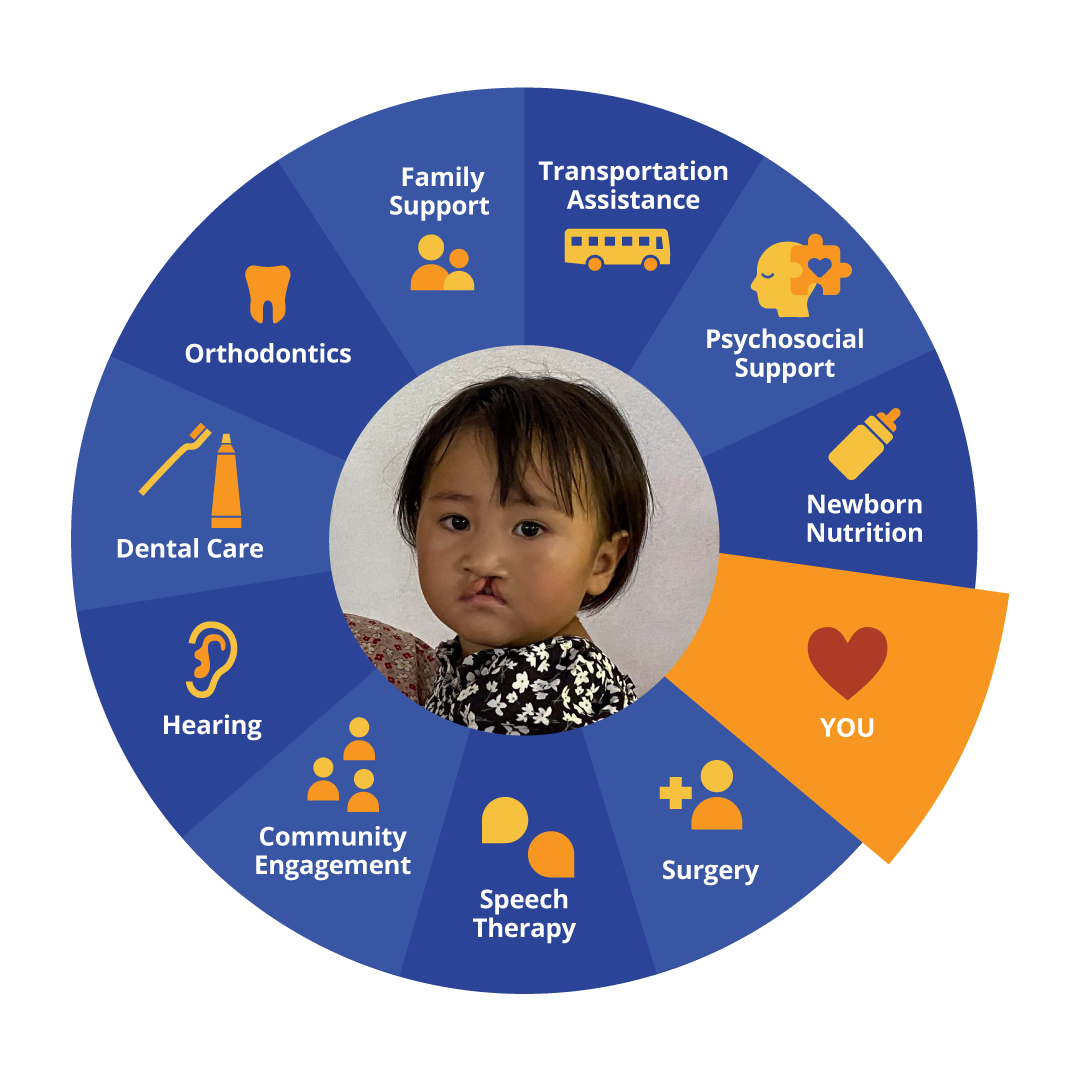 Transportation
Assistance
Psychosocial
Support
Newborn
Nutrition
YOU
Surgery
Speech
Therapy
Community
Engagement
Hearing
Dental Care
Orthodontics
Family
Support